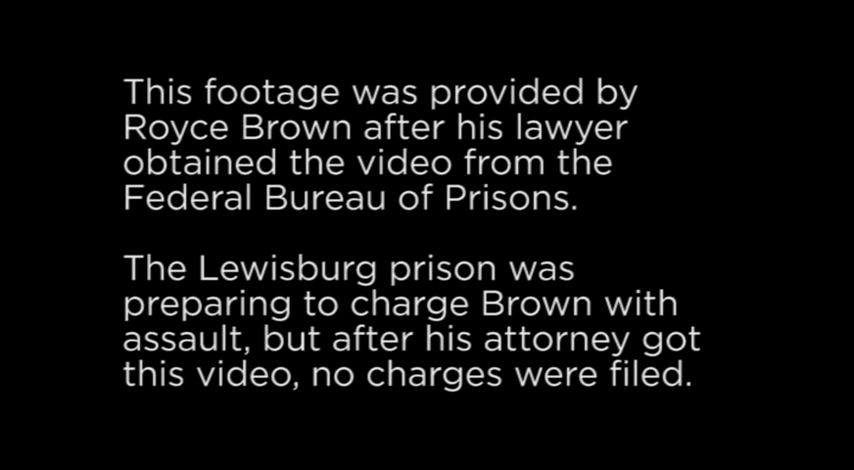 This footage was provided by
Royce Brown after his lawyer
obtained the video from the
Federal Bureau of Prisons.
The Lewisburg prison was
preparing to charge Brown with
assault, but after his attorney got
this video, no charges were filed.